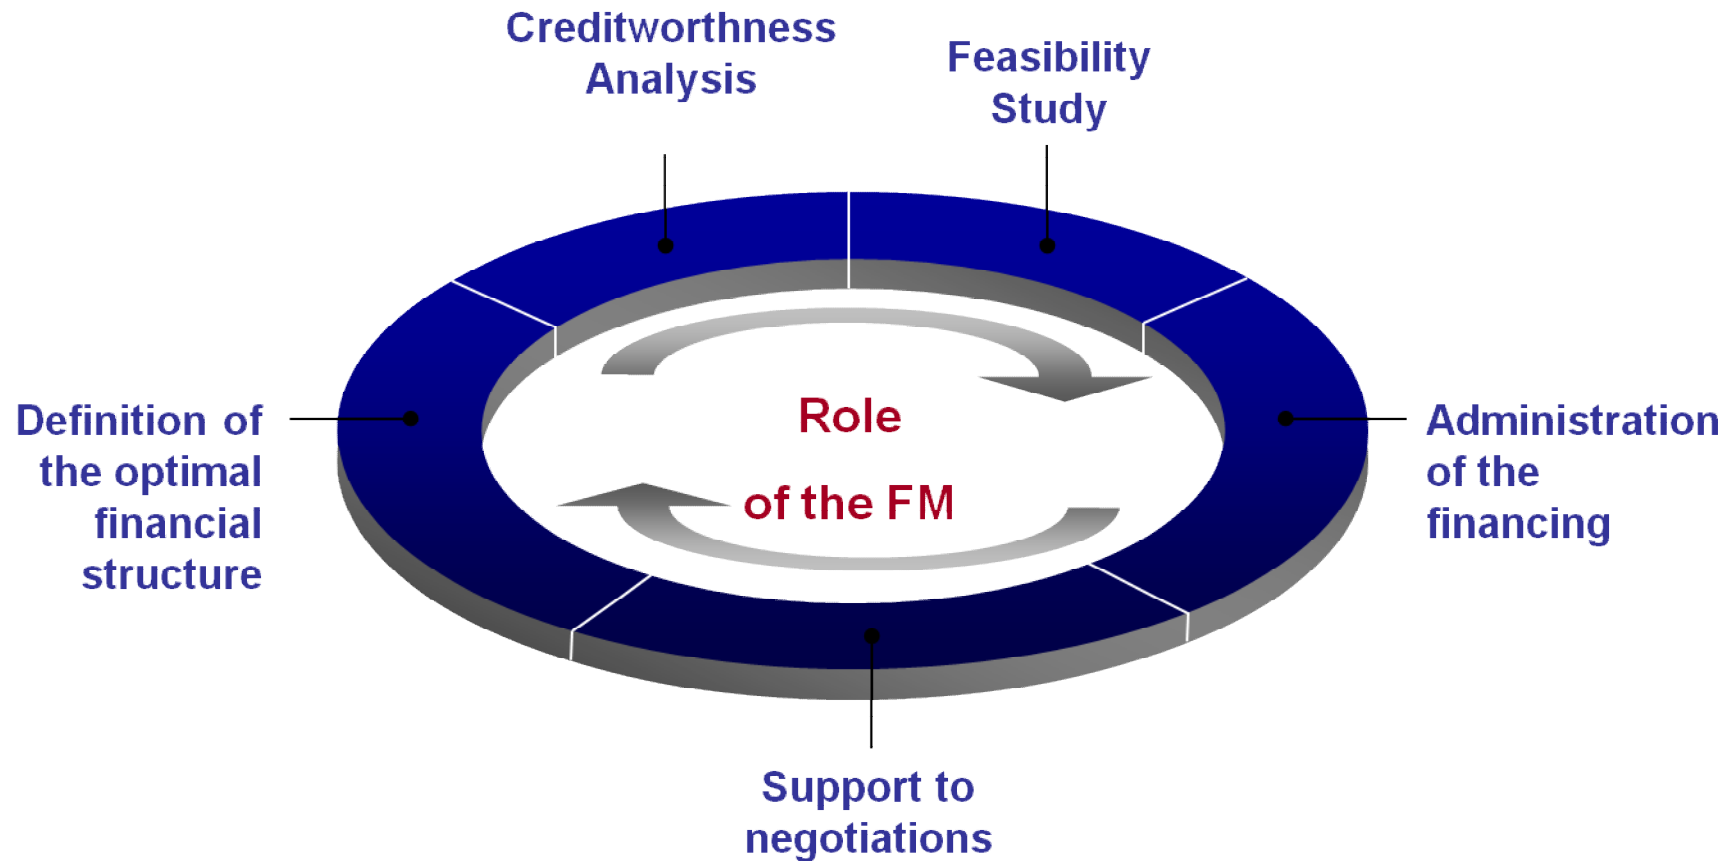 Creditworthness
Analysis
Feasibility
Study
Definition of
the optimal
financial
structure
Role
of the FM
Administration
of the
financing
Support to
negotiations